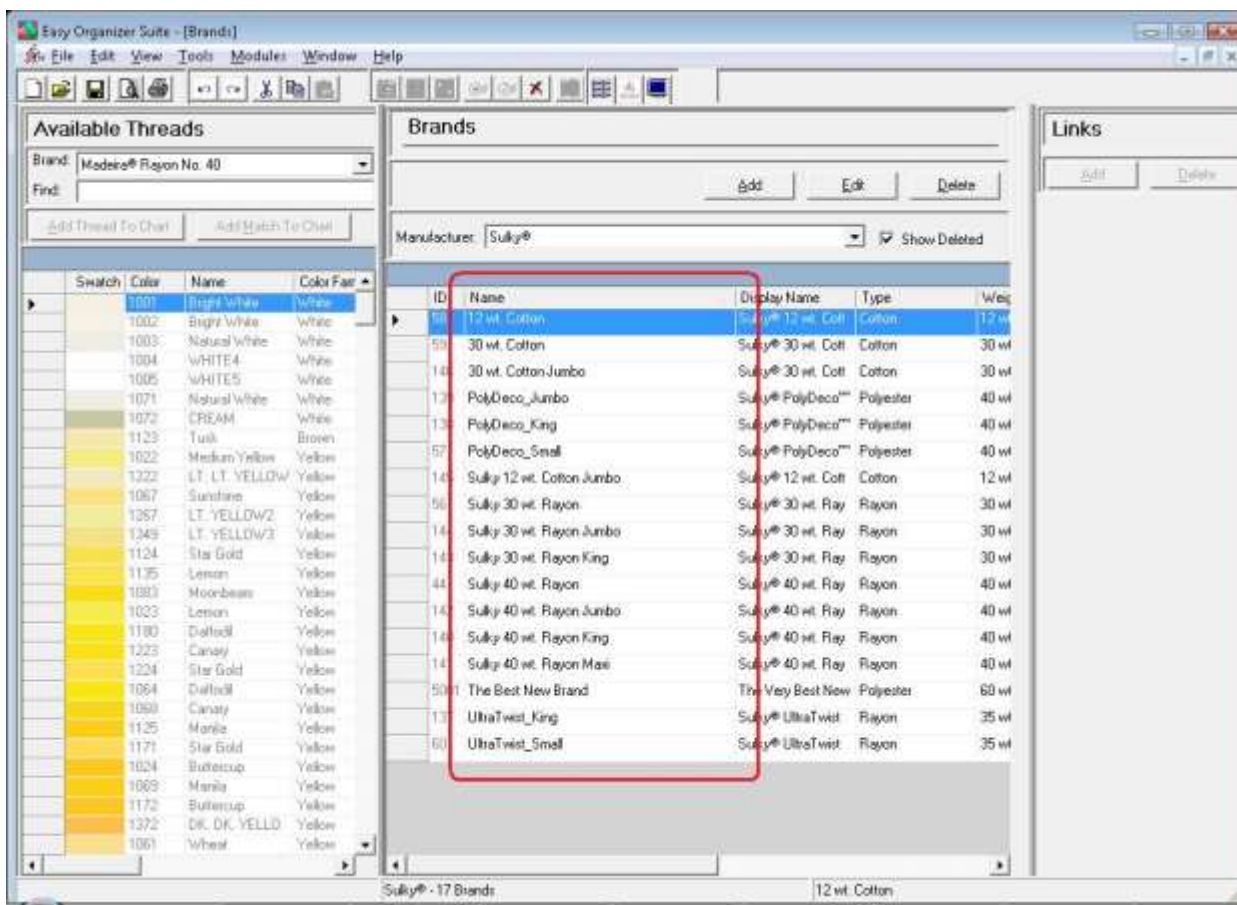 Easy Organizer Suite - [Brands]
File Edit View Tools Modules Window Help
Available Threads
Brand: Madeira® Rayon No. 40
Find:
Add Thread To Chart Add Match To Chart
Swatch Color Name Color Fam
1001 Bright White White
1002 Bright White White
1003 Natural White White
1004 WHITE4 White
1005 WHITE5 White
1071 Natural White White
1072 CREAM White
1123 Tusk Brown
1022 Medium Yellow Yellow
1222 LT. LT. YELLOW Yellow
1067 Sunshine Yellow
1267 LT. YELLOW2 Yellow
1349 LT. YELLOW3 Yellow
1124 Star Gold Yellow
1135 Lemon Yellow
1083 Moonbeam Yellow
1023 Lemon Yellow
1180 Daffodil Yellow
1223 Canary Yellow
1224 Star Gold Yellow
1064 Daffodil Yellow
1068 Canary Yellow
1125 Manila Yellow
1171 Star Gold Yellow
1024 Buttercup Yellow
1069 Manila Yellow
1172 Buttercup Yellow
1372 DK. DK. YELLO Yellow
1061 Wheat Yellow
Brands
Add Edit Delete
Manufacturer: Sulky® Show Deleted
ID Name Display Name Type Weig
12 wt. Cotton Sulky® 12 wt. Cott Cotton 12 wt
30 wt. Cotton Sulky® 30 wt. Cott Cotton 30 wt
30 wt. Cotton Jumbo Sulky® 30 wt. Cott Cotton 30 wt
PolyDeco_Jumbo Sulky® PolyDeco™ Polyester 40 wt
PolyDeco_King Sulky® PolyDeco™ Polyester 40 wt
57 PolyDeco_Small Sulky® PolyDeco™ Polyester 40 wt
Sulky 12 wt. Cotton Jumbo Sulky® 12 wt. Cott Cotton 12 wt
56 Sulky 30 wt. Rayon Sulky® 30 wt. Ray Rayon 30 wt
Sulky 30 wt. Rayon Jumbo Sulky® 30 wt. Ray Rayon 30 wt
Sulky 30 wt. Rayon King Sulky® 30 wt. Ray Rayon 30 wt
44 Sulky 40 wt. Rayon Sulky® 40 wt. Ray Rayon 40 wt
Sulky 40 wt. Rayon Jumbo Sulky® 40 wt. Ray Rayon 40 wt
Sulky 40 wt. Rayon King Sulky® 40 wt. Ray Rayon 40 wt
Sulky 40 wt. Rayon Maxi Sulky® 40 wt. Ray Rayon 40 wt
The Best New Brand The Very Best New Polyester 60 wt
UltraTwist_King Sulky® UltraTwist Rayon 35 wt
60 UltraTwist_Small Sulky® UltraTwist Rayon 35 wt
Links
Add Delete
Sulky® - 17 Brands 12 wt. Cotton